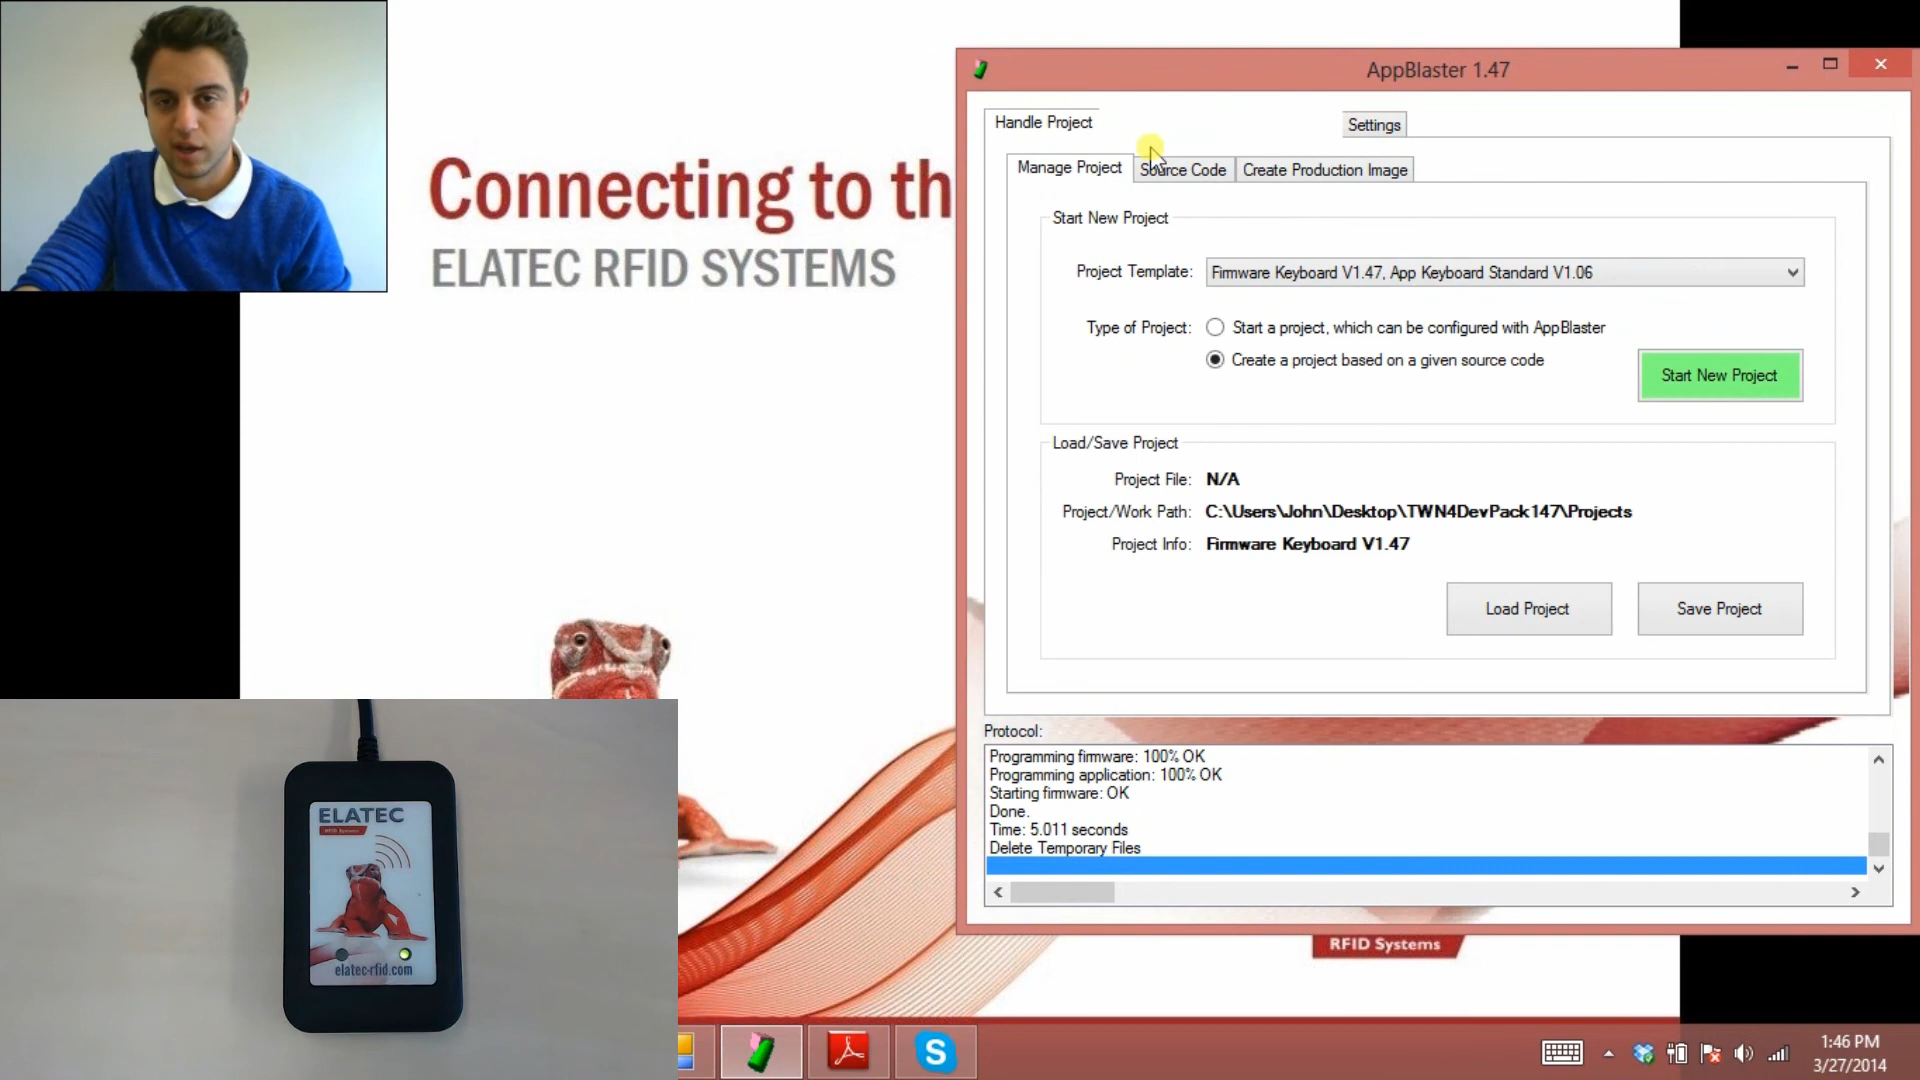 Connecting to th
ELATEC RFID SYSTEMS
AppBlaster 1.47
Handle Project
Settings
Manage Project
Source Code
Create Production Image
Start New Project
Project Template:
Firmware Keyboard V1.47, App Keyboard Standard V1.06
Type of Project:
Start a project, which can be configured with AppBlaster
Create a project based on a given source code
Start New Project
Load/Save Project
Project File:
N/A
Project/Work Path:
C:\Users\John\Desktop\TWN4DevPack147\Projects
Project Info:
Firmware Keyboard V1.47
Load Project
Save Project
Protocol:
Programming firmware: 100% OK
Programming application: 100% OK
Starting firmware: OK
Done.
Time: 5.011 seconds
Delete Temporary Files
RFID Systems
ELATEC
RFID Systems
elatec-rfid.com
S
1:46 PM
3/27/2014